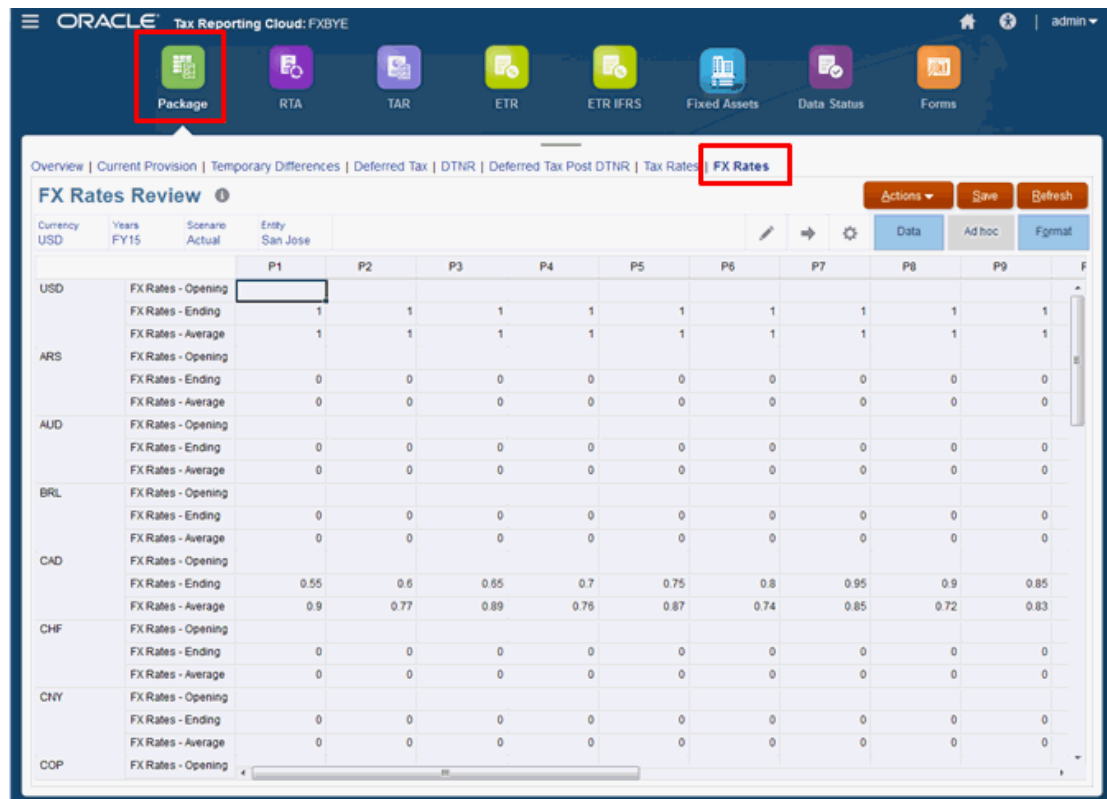 ORACLE Tax Reporting Cloud: FXBYE admin
Package RTA TAR ETR ETR IFRS Fixed Assets Data Status Forms
Overview | Current Provision | Temporary Differences | Deferred Tax | DTNR | Deferred Tax Post DTNR | Tax Rates | FX Rates
FX Rates Review Actions Save Refresh
Currency Years Scenario Entity
USD FY15 Actual San Jose Data Ad hoc Format
P1 P2 P3 P4 P5 P6 P7 P8 P9
USD FX Rates - Opening
FX Rates - Ending 1 1 1 1 1 1 1 1 1
FX Rates - Average 1 1 1 1 1 1 1 1 1
ARS FX Rates - Opening
FX Rates - Ending 0 0 0 0 0 0 0 0 0
FX Rates - Average 0 0 0 0 0 0 0 0 0
AUD FX Rates - Opening
FX Rates - Ending 0 0 0 0 0 0 0 0 0
FX Rates - Average 0 0 0 0 0 0 0 0 0
BRL FX Rates - Opening
FX Rates - Ending 0 0 0 0 0 0 0 0 0
FX Rates - Average 0 0 0 0 0 0 0 0 0
CAD FX Rates - Opening
FX Rates - Ending 0.55 0.6 0.65 0.7 0.75 0.8 0.95 0.9 0.85
FX Rates - Average 0.9 0.77 0.89 0.76 0.87 0.74 0.85 0.72 0.83
CHF FX Rates - Opening
FX Rates - Ending 0 0 0 0 0 0 0 0 0
FX Rates - Average 0 0 0 0 0 0 0 0 0
CNY FX Rates - Opening
FX Rates - Ending 0 0 0 0 0 0 0 0 0
FX Rates - Average 0 0 0 0 0 0 0 0 0
COP FX Rates - Opening